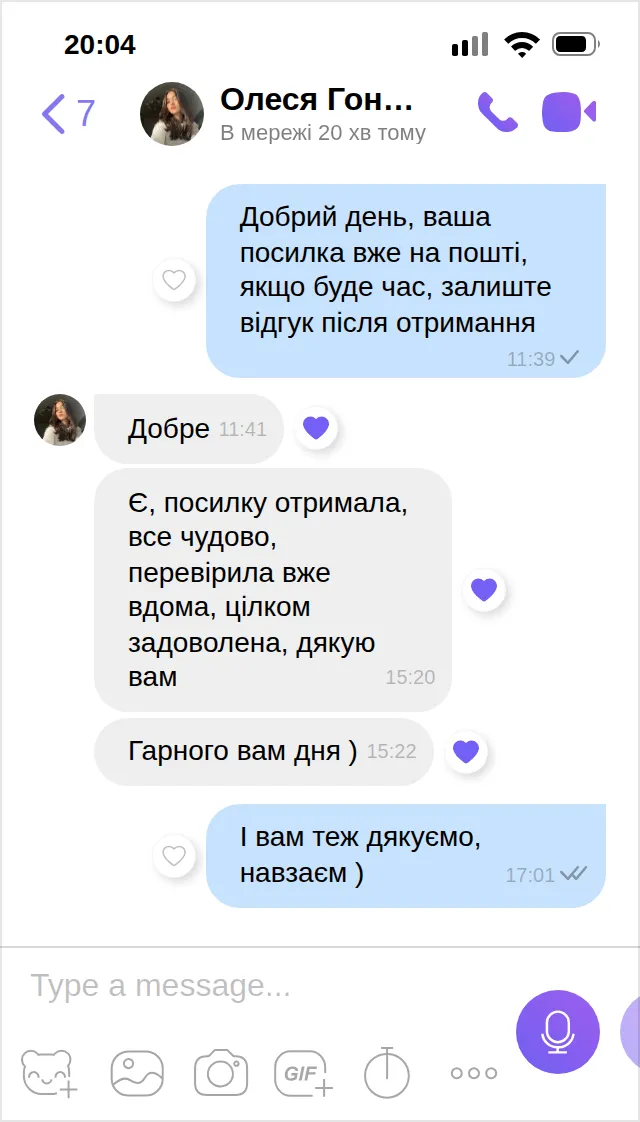 20:04
7
Олеся Гон...
В мережі 20 хв тому
Добрий день, ваша
посилка вже на пошті,
якщо буде час, залиште
відгук після отримання
11:39
Добре 11:41
Є, посилку отримала,
все чудово,
перевірила вже
вдома, цілком
задоволена, дякую
вам 15:20
Гарного вам дня ) 15:22
І вам теж дякуємо,
навзаєм ) 17:01
Type a message...
GIF